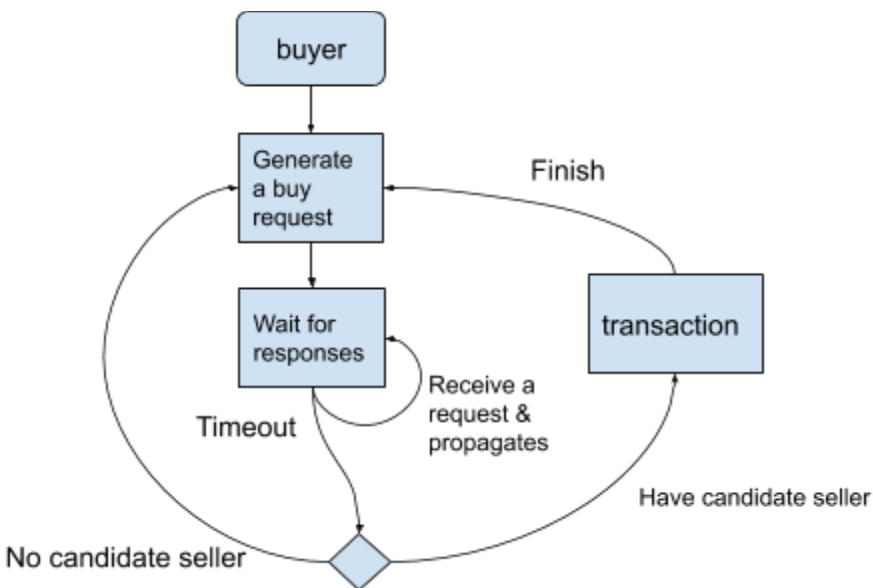 buyer
Generate
a buy
request
Finish
Wait for
responses
transaction
Receive a
request &
propagates
Timeout
Have candidate seller
No candidate seller